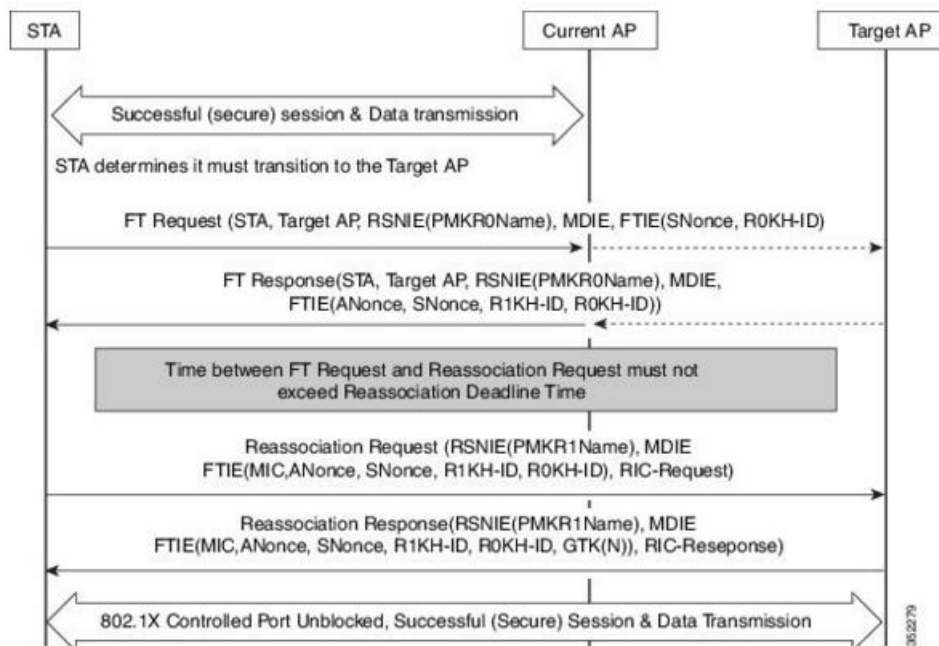 STA
Current AP
Target AP
Successful (secure) session & Data transmission
STA determines it must transition to the Target AP
FT Request (STA, Target AP, RSNIE(PMKR0Name), MDIE, FTIE(SNonce, R0KH-ID)
FT Response(STA, Target AP, RSNIE(PMKR0Name), MDIE,
FTIE(ANonce, SNonce, R1KH-ID, R0KH-ID))
Time between FT Request and Reassociation Request must not
exceed Reassociation Deadline Time
Reassociation Request (RSNIE(PMKR1Name), MDIE
FTIE(MIC,ANonce, SNonce, R1KH-ID, R0KH-ID), RIC-Request)
Reassociation Response(RSNIE(PMKR1Name), MDIE
FTIE(MIC,ANonce, SNonce, R1KH-ID, R0KH-ID, GTK(N)), RIC-Reseponse)
802.1X Controlled Port Unblocked, Successful (Secure) Session & Data Transmission
352279